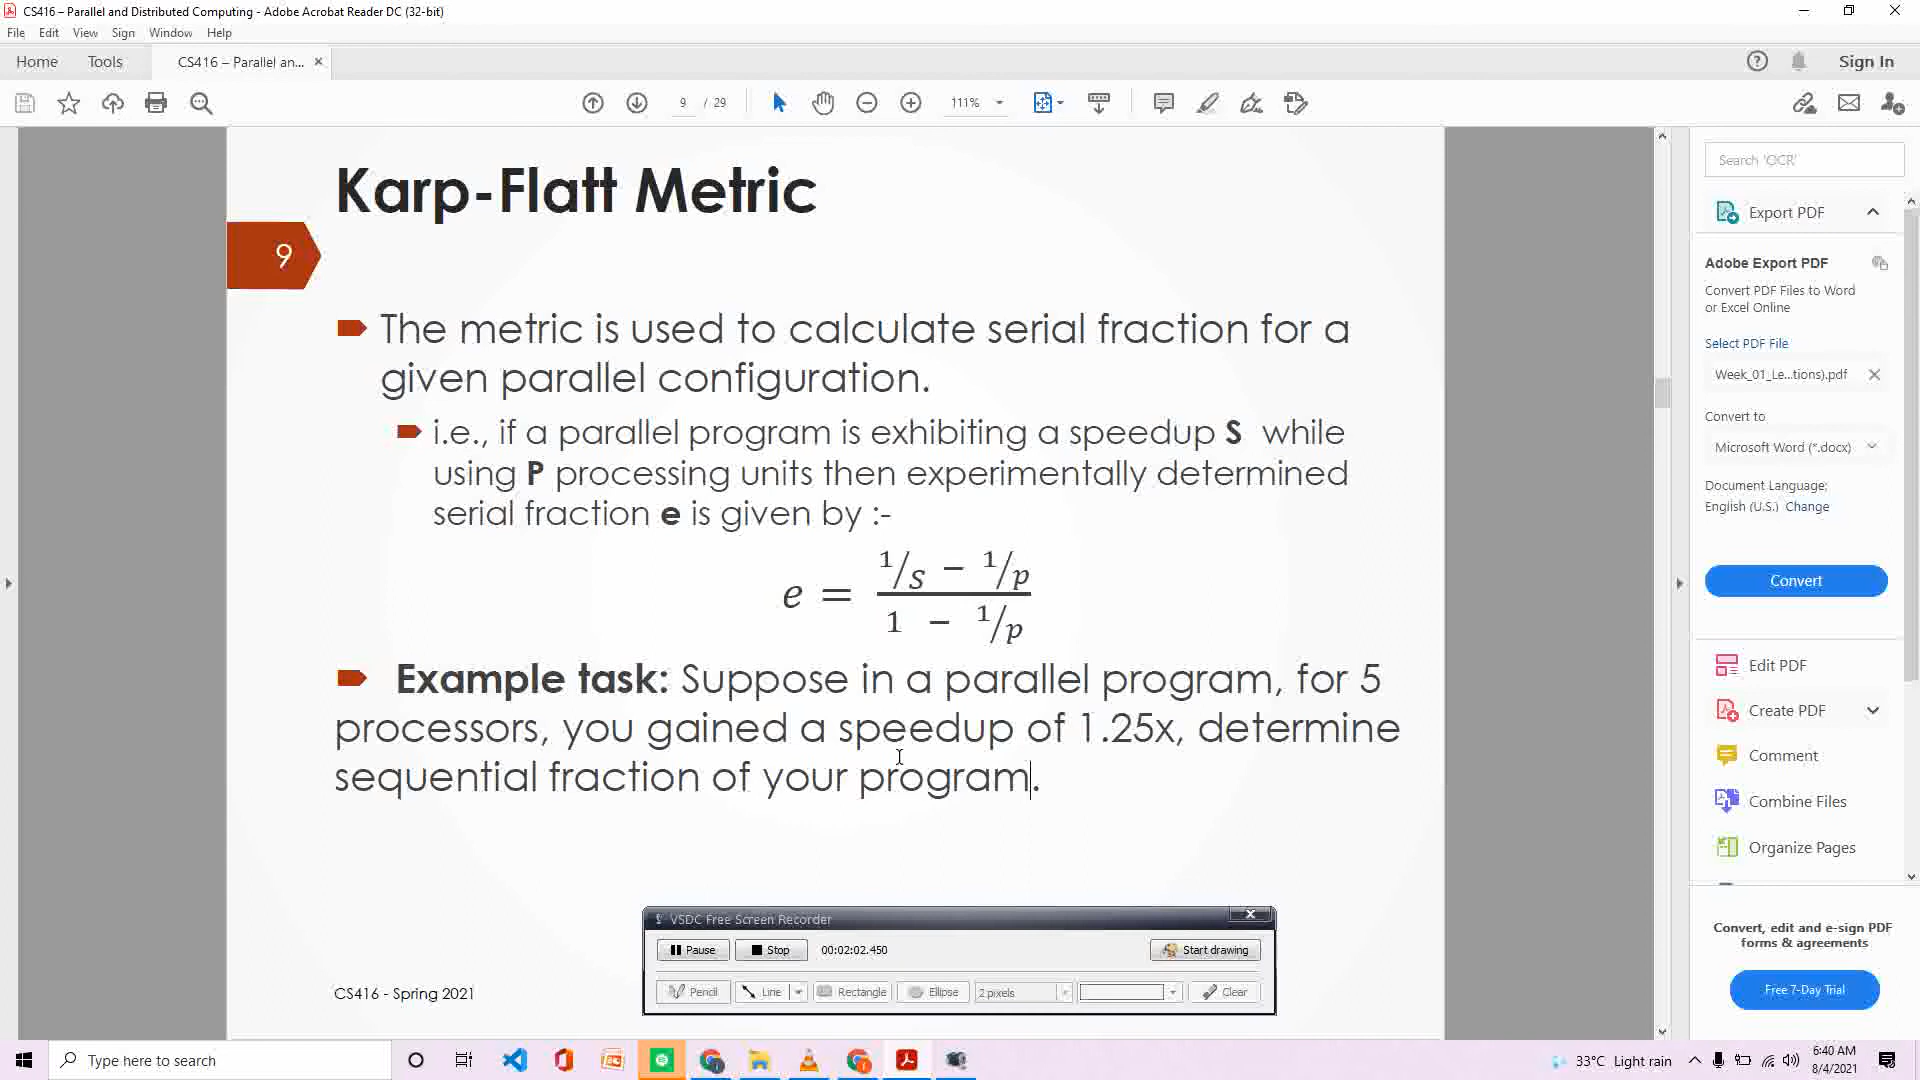 CS416 – Parallel and Distributed Computing - Adobe Acrobat Reader DC (32-bit)
File Edit View Sign Window Help
Home Tools CS416 – Parallel an... ×
Sign In
9 / 29 111%
Karp-Flatt Metric
9
The metric is used to calculate serial fraction for a
given parallel configuration.
i.e., if a parallel program is exhibiting a speedup S while
using P processing units then experimentally determined
serial fraction e is given by :-
e = (1/S − 1/p) / (1 − 1/p)
Example task: Suppose in a parallel program, for 5
processors, you gained a speedup of 1.25x, determine
sequential fraction of your program.
CS416 - Spring 2021
VSDC Free Screen Recorder
Pause Stop 00:02:02.450 Start drawing
Pencil Line Rectangle Ellipse 2 pixels Clear
Search 'OCR'
Export PDF
Adobe Export PDF
Convert PDF Files to Word
or Excel Online
Select PDF File
Week_01_Le...tions).pdf
Convert to
Microsoft Word (*.docx)
Document Language:
English (U.S.) Change
Convert
Edit PDF
Create PDF
Comment
Combine Files
Organize Pages
Convert, edit and e-sign PDF
forms & agreements
Free 7-Day Trial
Type here to search
33°C Light rain
6:40 AM
8/4/2021